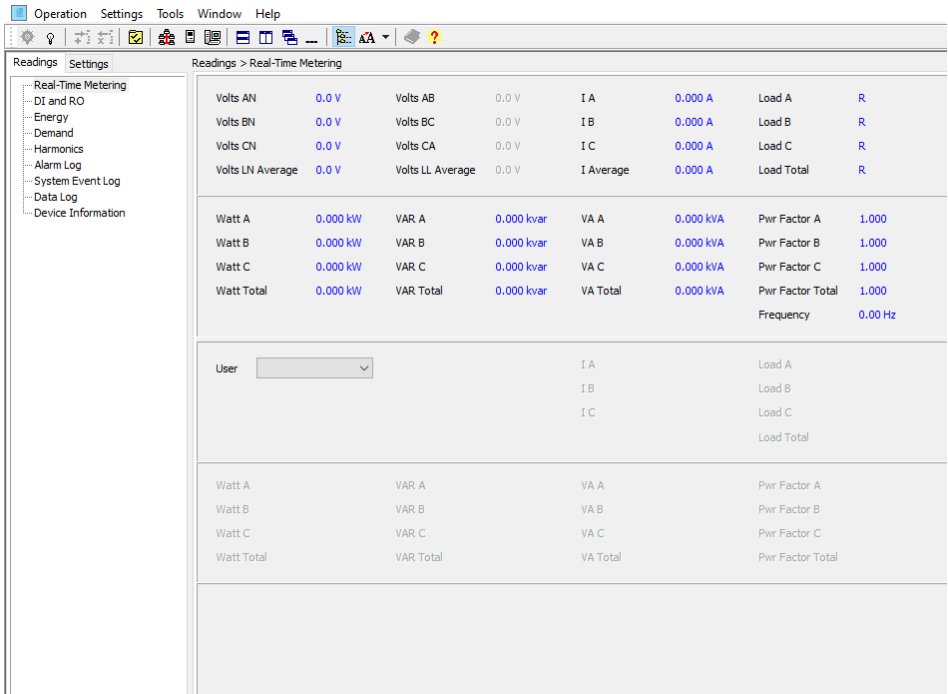 Operation Settings Tools Window Help
Readings Settings
Readings > Real-Time Metering
Real-Time Metering
DI and RO
Energy
Demand
Harmonics
Alarm Log
System Event Log
Data Log
Device Information
Volts AN 0.0 V Volts AB 0.0 V I A 0.000 A Load A R
Volts BN 0.0 V Volts BC 0.0 V I B 0.000 A Load B R
Volts CN 0.0 V Volts CA 0.0 V I C 0.000 A Load C R
Volts LN Average 0.0 V Volts LL Average 0.0 V I Average 0.000 A Load Total R
Watt A 0.000 kW VAR A 0.000 kvar VA A 0.000 kVA Pwr Factor A 1.000
Watt B 0.000 kW VAR B 0.000 kvar VA B 0.000 kVA Pwr Factor B 1.000
Watt C 0.000 kW VAR C 0.000 kvar VA C 0.000 kVA Pwr Factor C 1.000
Watt Total 0.000 kW VAR Total 0.000 kvar VA Total 0.000 kVA Pwr Factor Total 1.000
Frequency 0.00 Hz
User I A Load A
I B Load B
I C Load C
Load Total
Watt A VAR A VA A Pwr Factor A
Watt B VAR B VA B Pwr Factor B
Watt C VAR C VA C Pwr Factor C
Watt Total VAR Total VA Total Pwr Factor Total